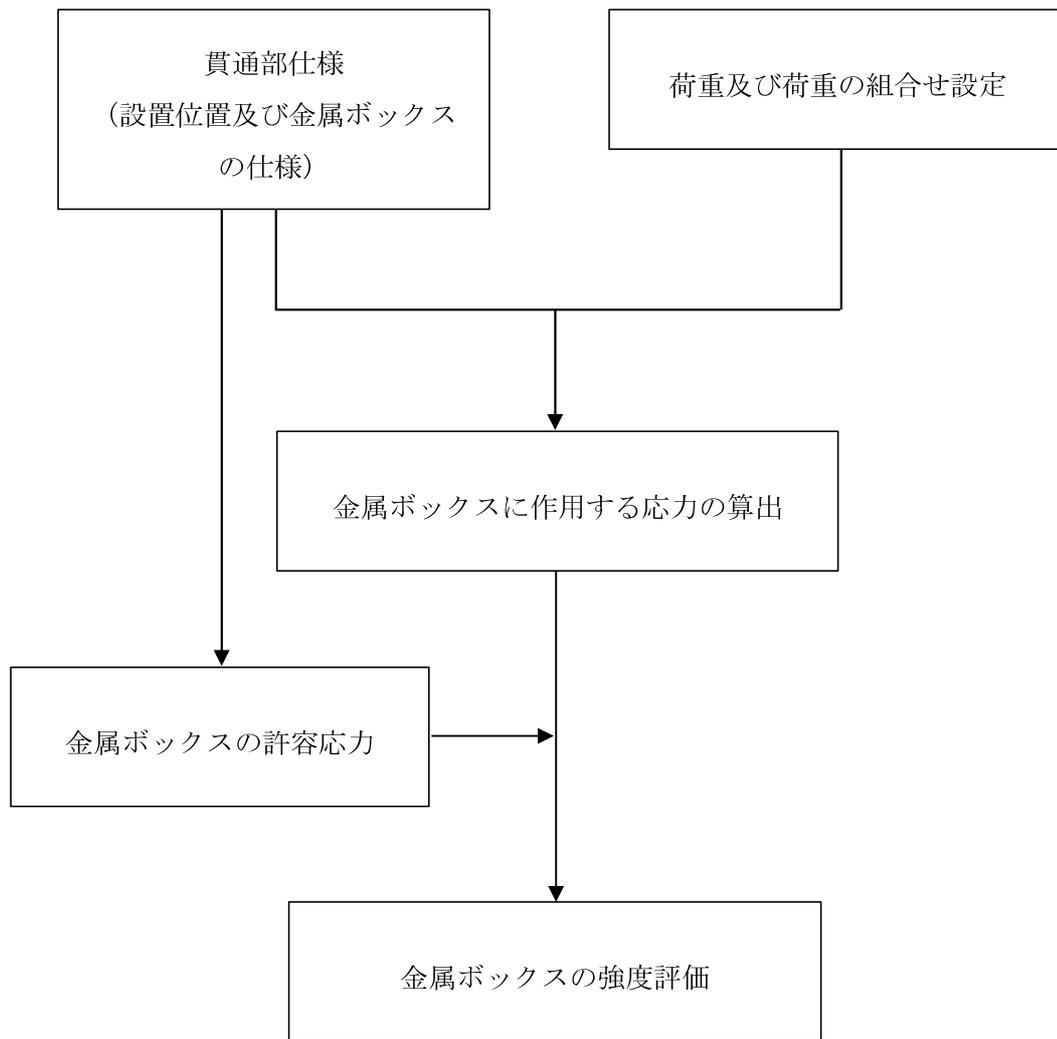 貫通部仕様
（設置位置及び金属ボックス
の仕様）
荷重及び荷重の組合せ設定
金属ボックスに作用する応力の算出
金属ボックスの許容応力
金属ボックスの強度評価